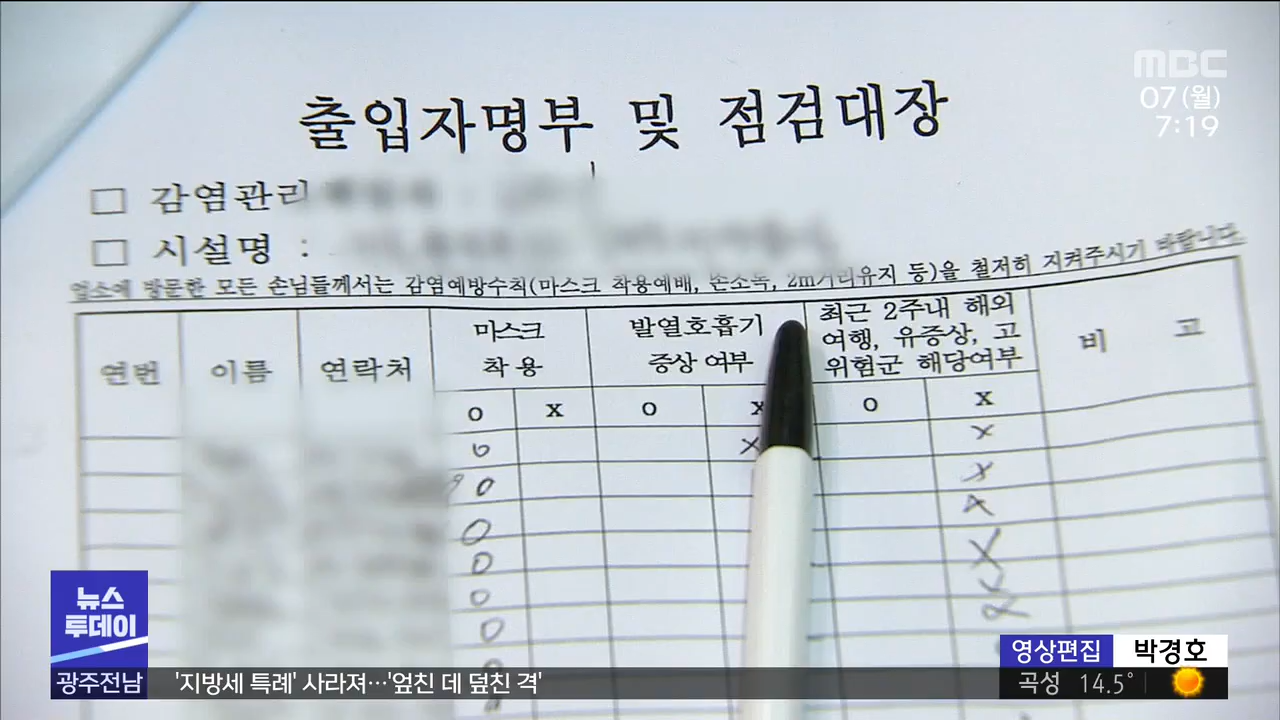 MBC
07(월)
7:19
출입자명부 및 점검대장
□ 감염관리
□ 시설명 :
업소에 방문한 모든 손님들께서는 감염예방수칙(마스크 착용예배, 손소독, 2m거리유지 등)을 철저히 지켜주시기 바랍니다.
연번 이름 연락처 마스크 착용 발열호흡기 증상 여부 최근 2주내 해외 여행, 유증상, 고 위험군 해당여부 비 고
O X O X O X
O X X
O X
O X
O X
O X
O X
뉴스
투데이
영상편집 박경호
광주전남 '지방세 특례' 사라져…'엎친 데 덮친 격' 곡성 14.5°